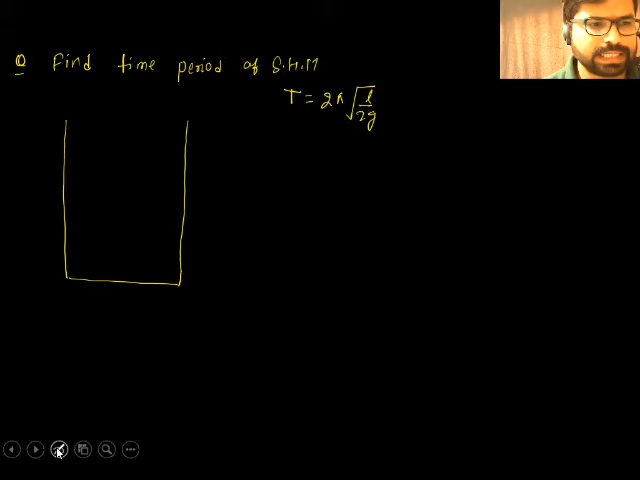 Q Find time period of S.H.M
T = 2π √(l/2g)